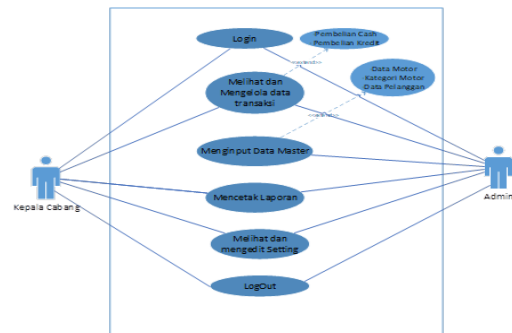 Login
Pembelian Cash
Pembelian Kredit
Melihat dan
Mengelola data
transaksi
Data Motor
Kategori Motor
Data Pelanggan
Menginput Data Master
Kepala Cabang
Mencetak Laporan
Admin
Melihat dan
mengedit Setting
LogOut